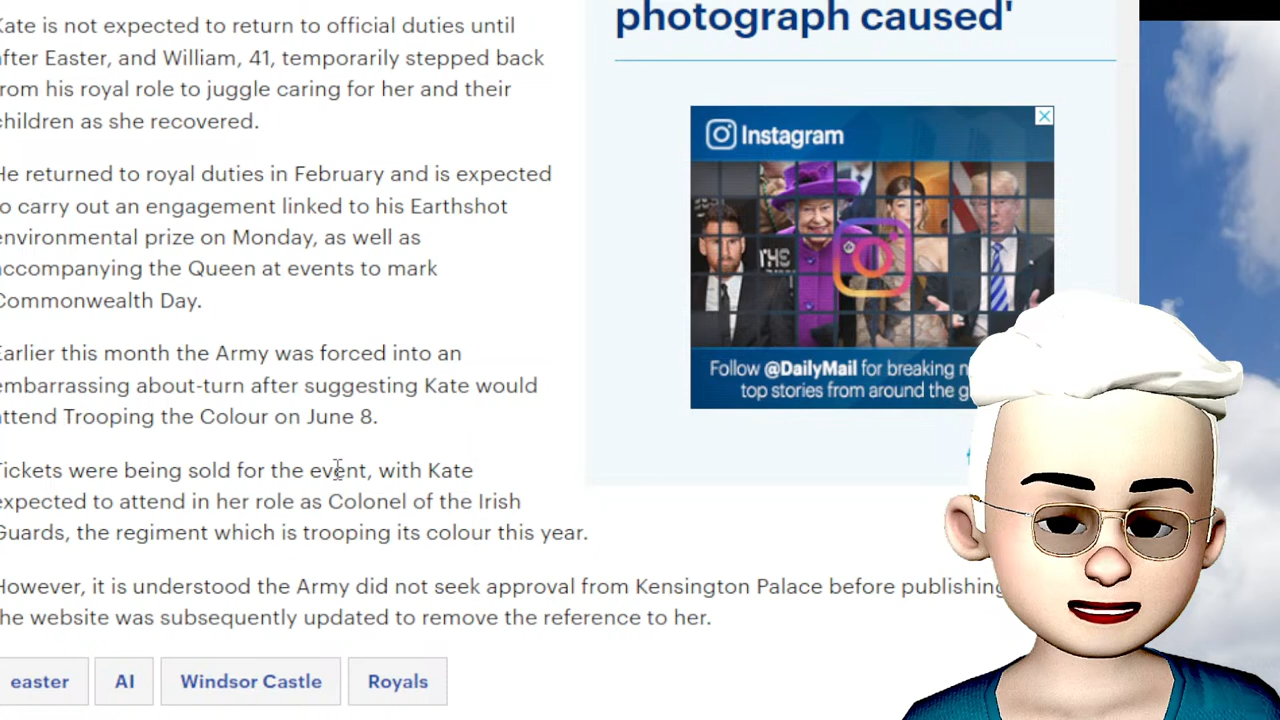 Kate is not expected to return to official duties until
after Easter, and William, 41, temporarily stepped back
from his royal role to juggle caring for her and their
children as she recovered.
He returned to royal duties in February and is expected
to carry out an engagement linked to his Earthshot
environmental prize on Monday, as well as
accompanying the Queen at events to mark
Commonwealth Day.
Earlier this month the Army was forced into an
embarrassing about-turn after suggesting Kate would
attend Trooping the Colour on June 8.
Tickets were being sold for the event, with Kate
expected to attend in her role as Colonel of the Irish
Guards, the regiment which is trooping its colour this year.
However, it is understood the Army did not seek approval from Kensington Palace before publishing
the website was subsequently updated to remove the reference to her.
easter
AI
Windsor Castle
Royals
photograph caused'
Instagram
THE
Follow @DailyMail for breaking
top stories from around the